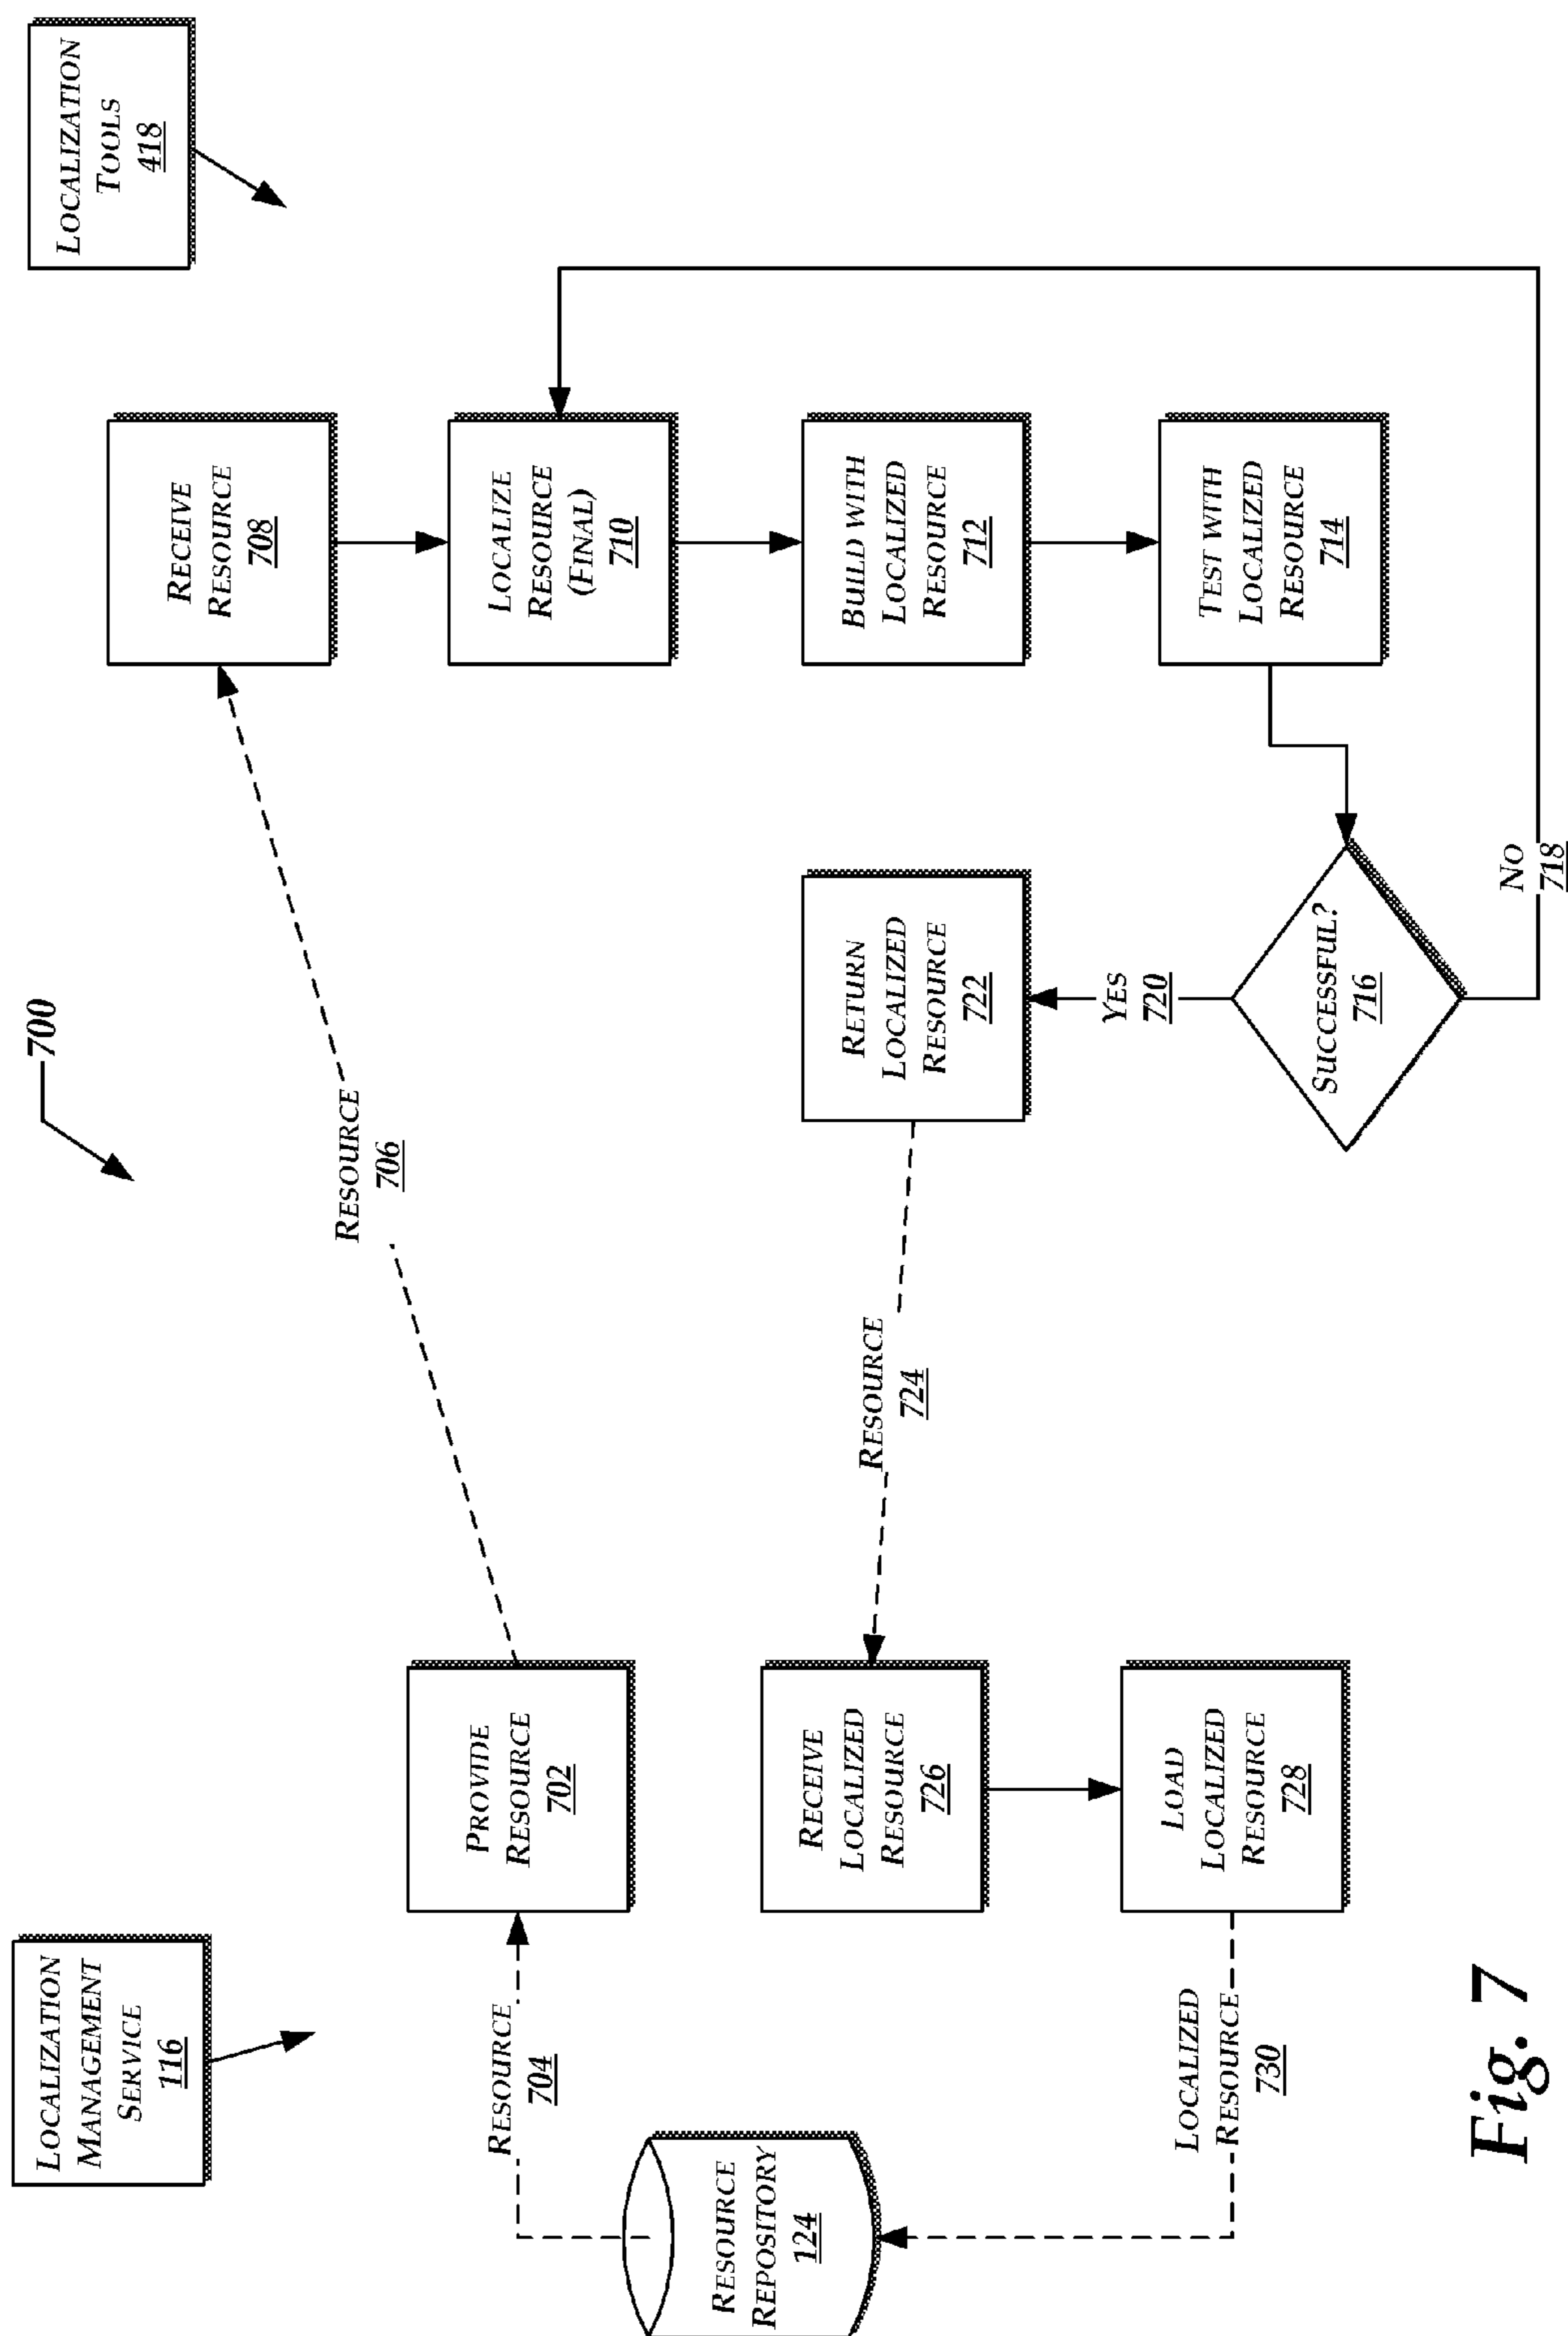 700
LOCALIZATION
MANAGEMENT
SERVICE
116
LOCALIZATION
TOOLS
418
RESOURCE
704
PROVIDE
RESOURCE
702
RESOURCE
706
RECEIVE
RESOURCE
708
LOCALIZE
RESOURCE
(FINAL)
710
RESOURCE
REPOSITORY
124
RECEIVE
LOCALIZED
RESOURCE
726
RESOURCE
724
RETURN
LOCALIZED
RESOURCE
722
BUILD WITH
LOCALIZED
RESOURCE
712
YES
720
LOCALIZED
RESOURCE
730
LOAD
LOCALIZED
RESOURCE
728
SUCCESSFUL?
716
TEST WITH
LOCALIZED
RESOURCE
714
NO
718
Fig. 7